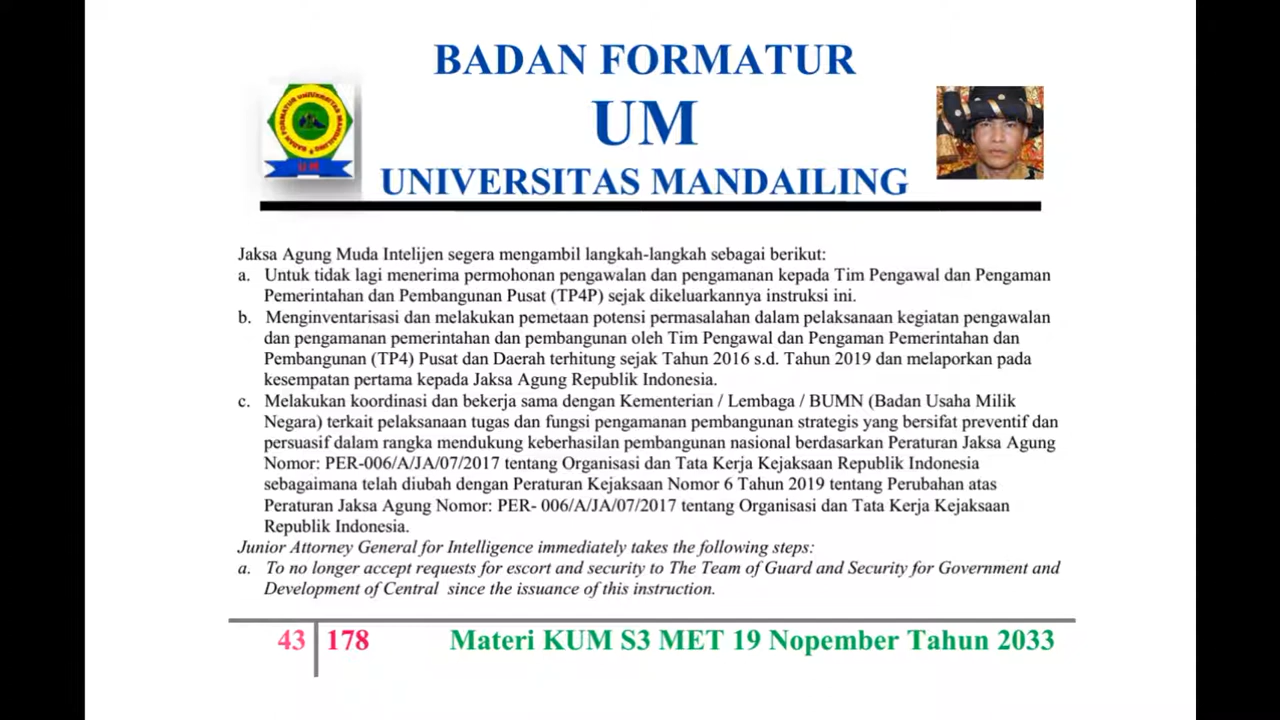 BADAN FORMATUR
UM
UNIVERSITAS MANDAILING
BADAN FORMATUR UNIVERSITAS MANDAILING
U M
Jaksa Agung Muda Intelijen segera mengambil langkah-langkah sebagai berikut:
a. Untuk tidak lagi menerima permohonan pengawalan dan pengamanan kepada Tim Pengawal dan Pengaman
Pemerintahan dan Pembangunan Pusat (TP4P) sejak dikeluarkannya instruksi ini.
b. Menginventarisasi dan melakukan pemetaan potensi permasalahan dalam pelaksanaan kegiatan pengawalan
dan pengamanan pemerintahan dan pembangunan oleh Tim Pengawal dan Pengaman Pemerintahan dan
Pembangunan (TP4) Pusat dan Daerah terhitung sejak Tahun 2016 s.d. Tahun 2019 dan melaporkan pada
kesempatan pertama kepada Jaksa Agung Republik Indonesia.
c. Melakukan koordinasi dan bekerja sama dengan Kementerian / Lembaga / BUMN (Badan Usaha Milik
Negara) terkait pelaksanaan tugas dan fungsi pengamanan pembangunan strategis yang bersifat preventif dan
persuasif dalam rangka mendukung keberhasilan pembangunan nasional berdasarkan Peraturan Jaksa Agung
Nomor: PER-006/A/JA/07/2017 tentang Organisasi dan Tata Kerja Kejaksaan Republik Indonesia
sebagaimana telah diubah dengan Peraturan Kejaksaan Nomor 6 Tahun 2019 tentang Perubahan atas
Peraturan Jaksa Agung Nomor: PER- 006/A/JA/07/2017 tentang Organisasi dan Tata Kerja Kejaksaan
Republik Indonesia.
Junior Attorney General for Intelligence immediately takes the following steps:
a. To no longer accept requests for escort and security to The Team of Guard and Security for Government and
Development of Central since the issuance of this instruction.
43 178 Materi KUM S3 MET 19 Nopember Tahun 2033